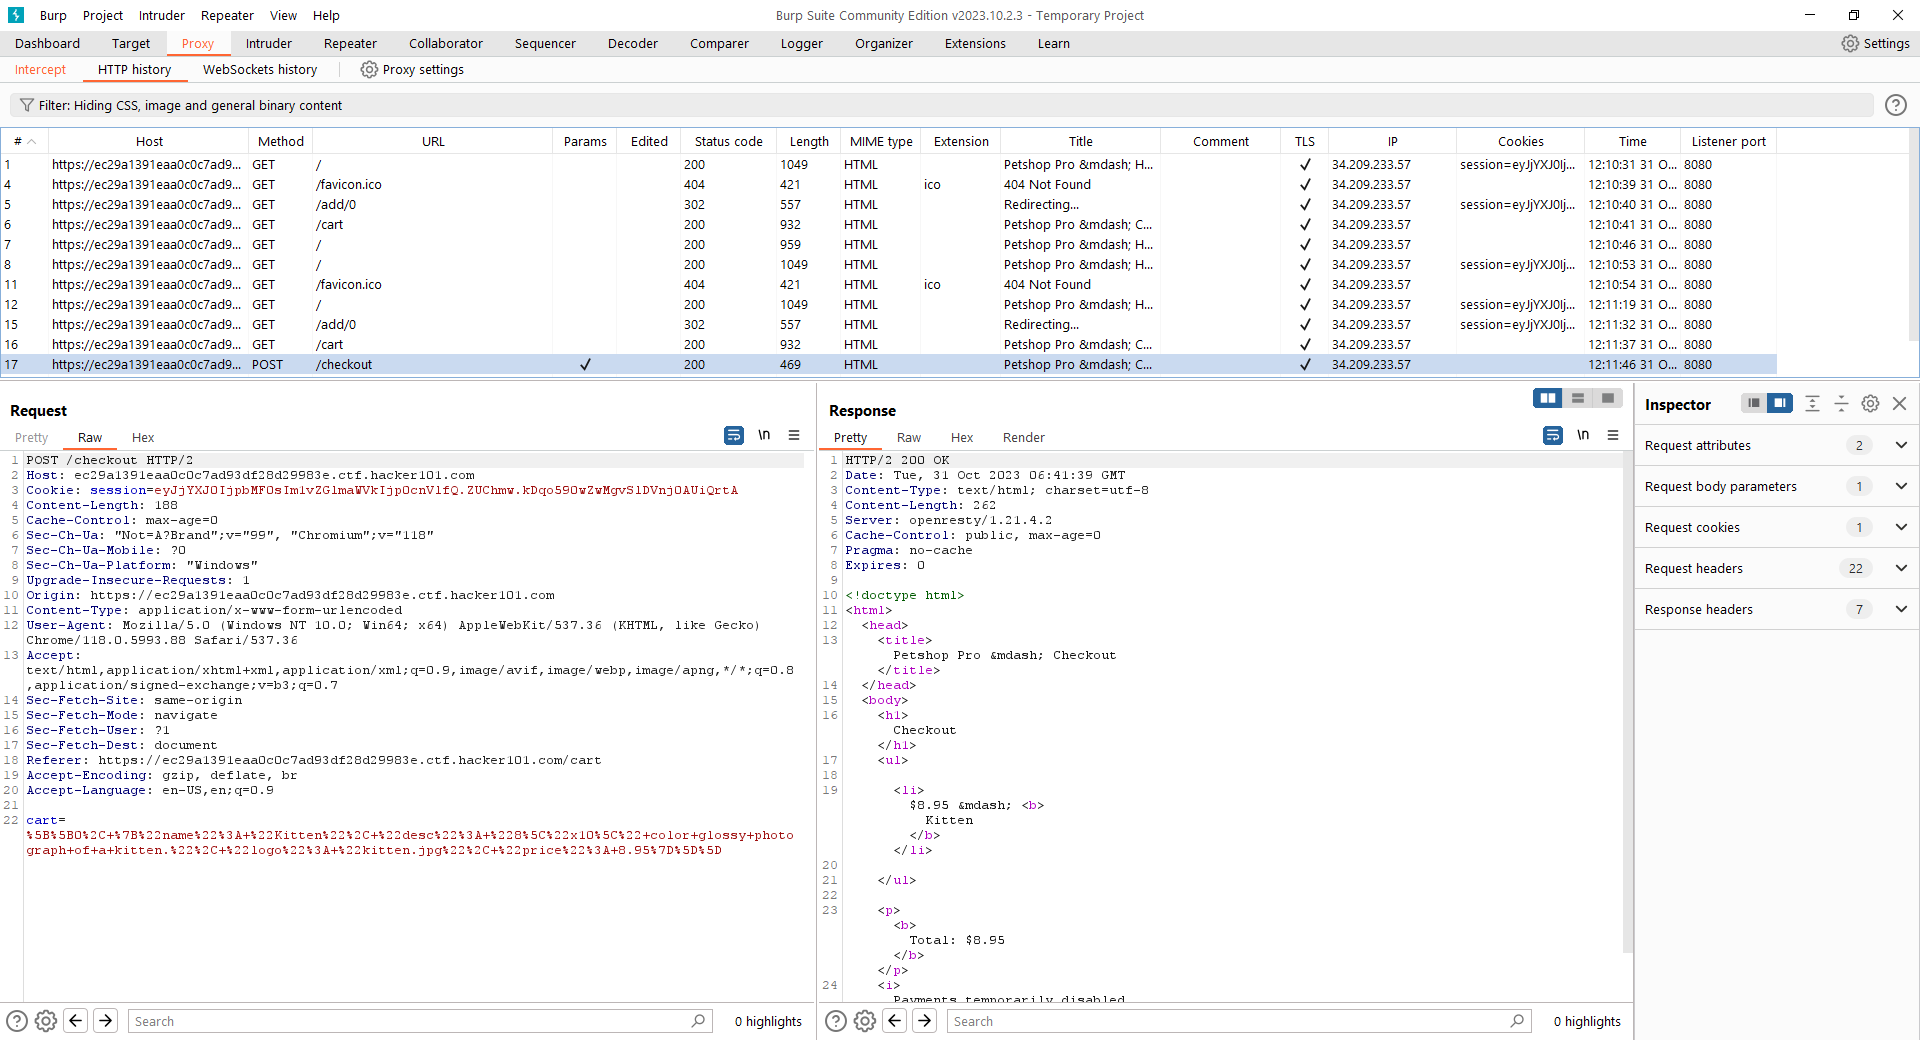 Burp Project Intruder Repeater View Help Burp Suite Community Edition v2023.10.2.3 - Temporary Project
Dashboard Target Proxy Intruder Repeater Collaborator Sequencer Decoder Comparer Logger Organizer Extensions Learn Settings
Intercept HTTP history WebSockets history Proxy settings
Filter: Hiding CSS, image and general binary content
# Host Method URL Params Edited Status code Length MIME type Extension Title Comment TLS IP Cookies Time Listener port
1 https://ec29a1391eaa0c0c7ad9... GET / 200 1049 HTML Petshop Pro &mdash; H... ✓ 34.209.233.57 session=eyJjYXJ0Ij... 12:10:31 31 O... 8080
4 https://ec29a1391eaa0c0c7ad9... GET /favicon.ico 404 421 HTML ico 404 Not Found ✓ 34.209.233.57 12:10:39 31 O... 8080
5 https://ec29a1391eaa0c0c7ad9... GET /add/0 302 557 HTML Redirecting... ✓ 34.209.233.57 session=eyJjYXJ0Ij... 12:10:40 31 O... 8080
6 https://ec29a1391eaa0c0c7ad9... GET /cart 200 932 HTML Petshop Pro &mdash; C... ✓ 34.209.233.57 12:10:41 31 O... 8080
7 https://ec29a1391eaa0c0c7ad9... GET / 200 959 HTML Petshop Pro &mdash; H... ✓ 34.209.233.57 12:10:46 31 O... 8080
8 https://ec29a1391eaa0c0c7ad9... GET / 200 1049 HTML Petshop Pro &mdash; H... ✓ 34.209.233.57 session=eyJjYXJ0Ij... 12:10:53 31 O... 8080
11 https://ec29a1391eaa0c0c7ad9... GET /favicon.ico 404 421 HTML ico 404 Not Found ✓ 34.209.233.57 12:10:54 31 O... 8080
12 https://ec29a1391eaa0c0c7ad9... GET / 200 1049 HTML Petshop Pro &mdash; H... ✓ 34.209.233.57 session=eyJjYXJ0Ij... 12:11:19 31 O... 8080
15 https://ec29a1391eaa0c0c7ad9... GET /add/0 302 557 HTML Redirecting... ✓ 34.209.233.57 session=eyJjYXJ0Ij... 12:11:32 31 O... 8080
16 https://ec29a1391eaa0c0c7ad9... GET /cart 200 932 HTML Petshop Pro &mdash; C... ✓ 34.209.233.57 12:11:37 31 O... 8080
17 https://ec29a1391eaa0c0c7ad9... POST /checkout ✓ 200 469 HTML Petshop Pro &mdash; C... ✓ 34.209.233.57 12:11:46 31 O... 8080
Request
Pretty Raw Hex \n
1 POST /checkout HTTP/2
2 Host: ec29a1391eaa0c0c7ad93df28d29983e.ctf.hacker101.com
3 Cookie: session=eyJjYXJ0IjpbMF0sImlvZGlmaWVkIjp0cnVlfQ.ZUChmw.kDqo590wZwMgvSlDVnj0AUiQrtA
4 Content-Length: 188
5 Cache-Control: max-age=0
6 Sec-Ch-Ua: "Not=A?Brand";v="99", "Chromium";v="118"
7 Sec-Ch-Ua-Mobile: ?0
8 Sec-Ch-Ua-Platform: "Windows"
9 Upgrade-Insecure-Requests: 1
10 Origin: https://ec29a1391eaa0c0c7ad93df28d29983e.ctf.hacker101.com
11 Content-Type: application/x-www-form-urlencoded
12 User-Agent: Mozilla/5.0 (Windows NT 10.0; Win64; x64) AppleWebKit/537.36 (KHTML, like Gecko)
Chrome/118.0.5993.88 Safari/537.36
13 Accept:
text/html,application/xhtml+xml,application/xml;q=0.9,image/avif,image/webp,image/apng,*/*;q=0.8
,application/signed-exchange;v=b3;q=0.7
14 Sec-Fetch-Site: same-origin
15 Sec-Fetch-Mode: navigate
16 Sec-Fetch-User: ?1
17 Sec-Fetch-Dest: document
18 Referer: https://ec29a1391eaa0c0c7ad93df28d29983e.ctf.hacker101.com/cart
19 Accept-Encoding: gzip, deflate, br
20 Accept-Language: en-US,en;q=0.9
21
22 cart=
%5B%5B0%2C+%7B%22name%22%3A+%22Kitten%22%2C+%22desc%22%3A+%228%5C%22x10%5C%22+color+glossy+photo
graph+of+a+kitten.%22%2C+%22logo%22%3A+%22kitten.jpg%22%2C+%22price%22%3A+8.95%7D%5D%5D
Search 0 highlights
Response
Pretty Raw Hex Render \n
1 HTTP/2 200 OK
2 Date: Tue, 31 Oct 2023 06:41:39 GMT
3 Content-Type: text/html; charset=utf-8
4 Content-Length: 262
5 Server: openresty/1.21.4.2
6 Cache-Control: public, max-age=0
7 Pragma: no-cache
8 Expires: 0
9
10 <!doctype html>
11 <html>
12 <head>
13 <title>
Petshop Pro &mdash; Checkout
</title>
14 </head>
15 <body>
16 <h1>
Checkout
</h1>
17 <ul>
18
19 <li>
$8.95 &mdash; <b>
Kitten
</b>
</li>
20
21 </ul>
22
23 <p>
<b>
Total: $8.95
</b>
</p>
24 <i>
Payments temporarily disabled
Search 0 highlights
Inspector
Request attributes 2
Request body parameters 1
Request cookies 1
Request headers 22
Response headers 7